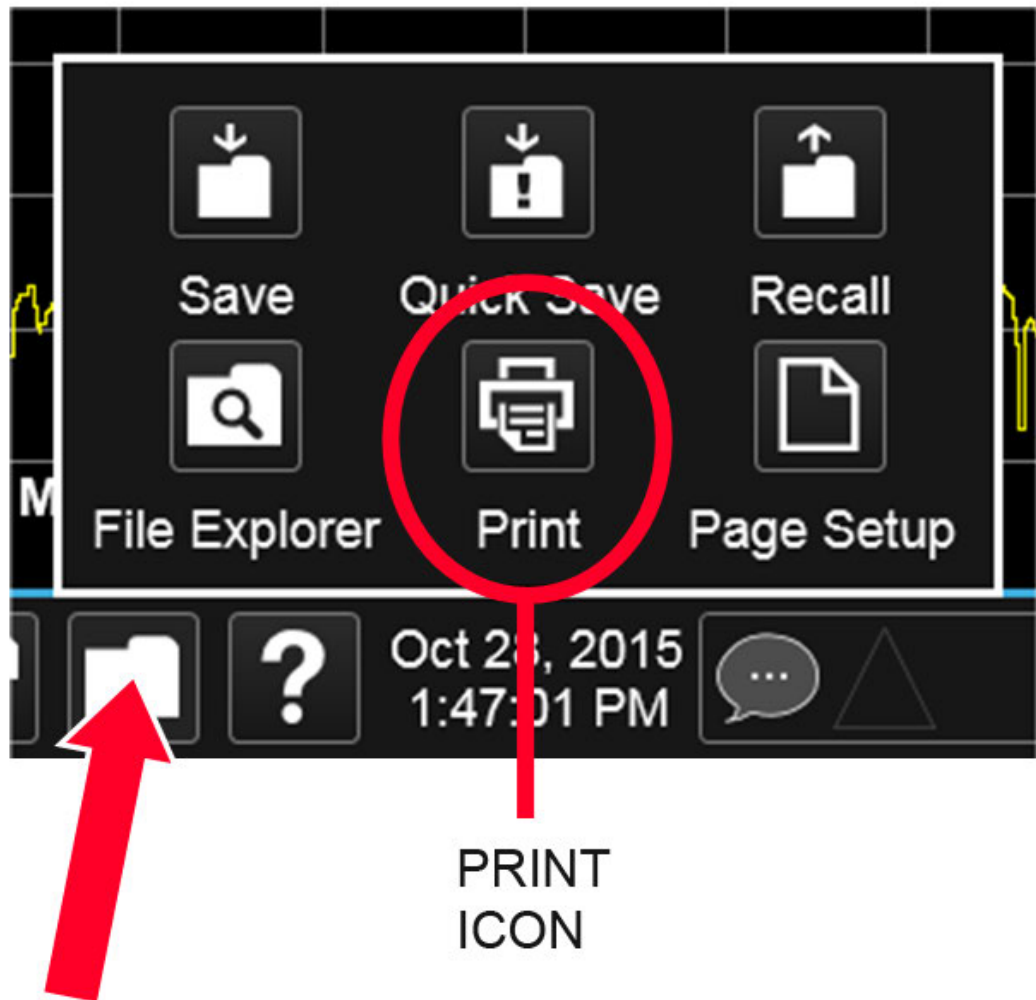 Save Quick Save Recall
File Explorer Print Page Setup
M
?
Oct 28, 2015
1:47:01 PM
PRINT
ICON